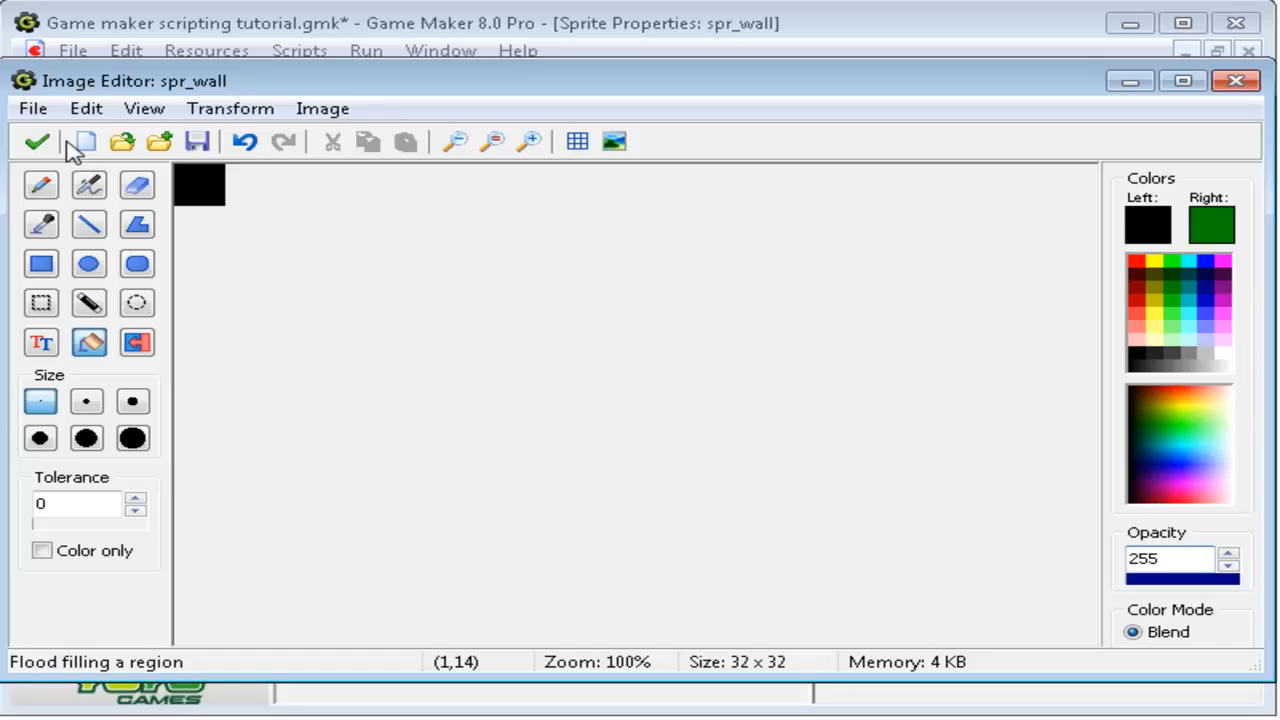 Game maker scripting tutorial.gmk* - Game Maker 8.0 Pro - [Sprite Properties: spr_wall]
File Edit Resources Scripts Run Window Help
Image Editor: spr_wall
File Edit View Transform Image
Colors
Left: Right:
TT
Size
Tolerance
0
Color only
Opacity
255
Color Mode
Blend
Flood filling a region (1,14) Zoom: 100% Size: 32 x 32 Memory: 4 KB
GAMES